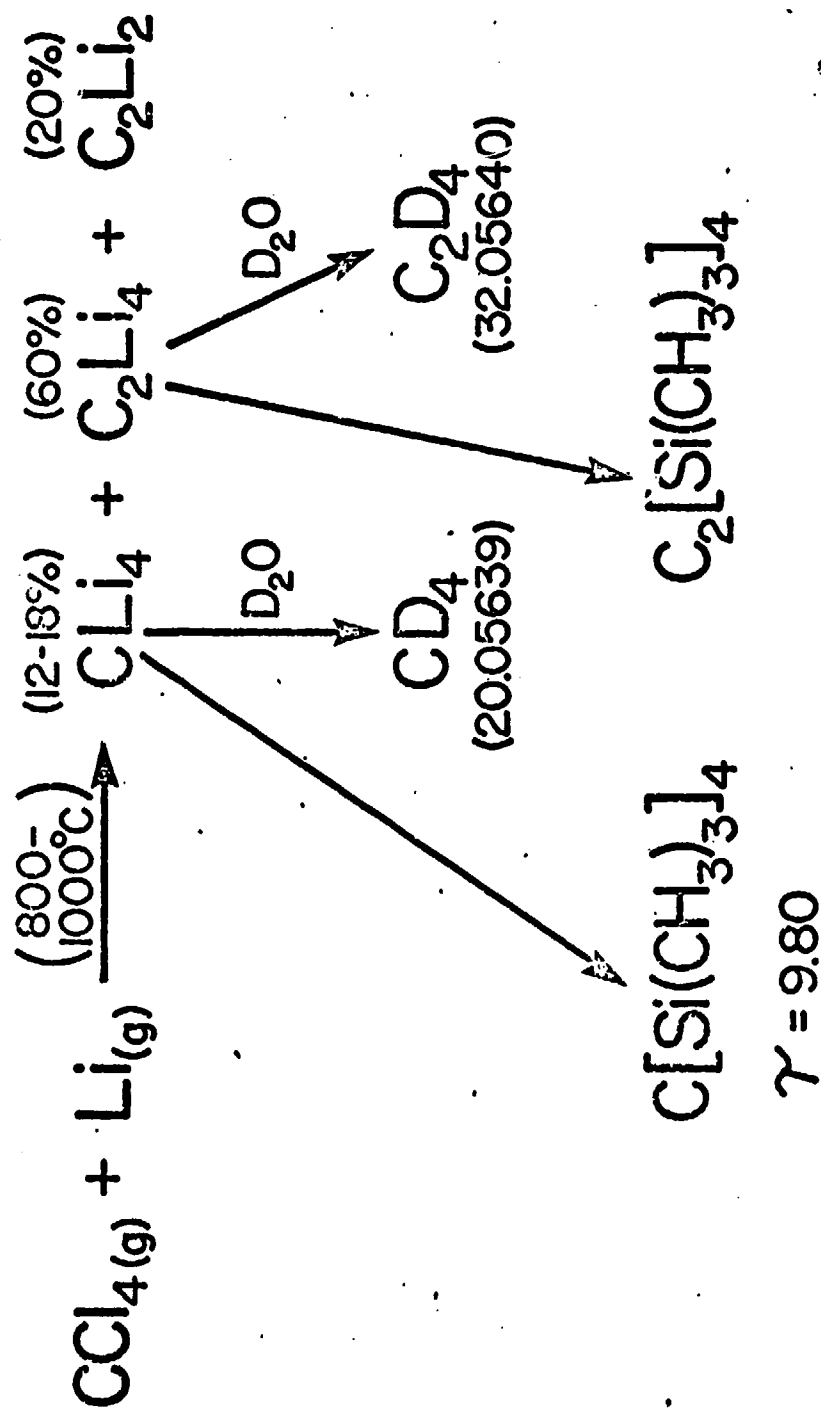 (800-
1000°C)
(12-18%) (60%) (20%)
CCl₄(g) + Li(g) CLi₄ + C₂Li₄ + C₂Li₂
D₂O D₂O
CD₄ C₂D₄
(20.05639) (32.05640)
C[Si(CH₃)₃]₄ C₂[Si(CH₃)₃]₄
τ = 9.80